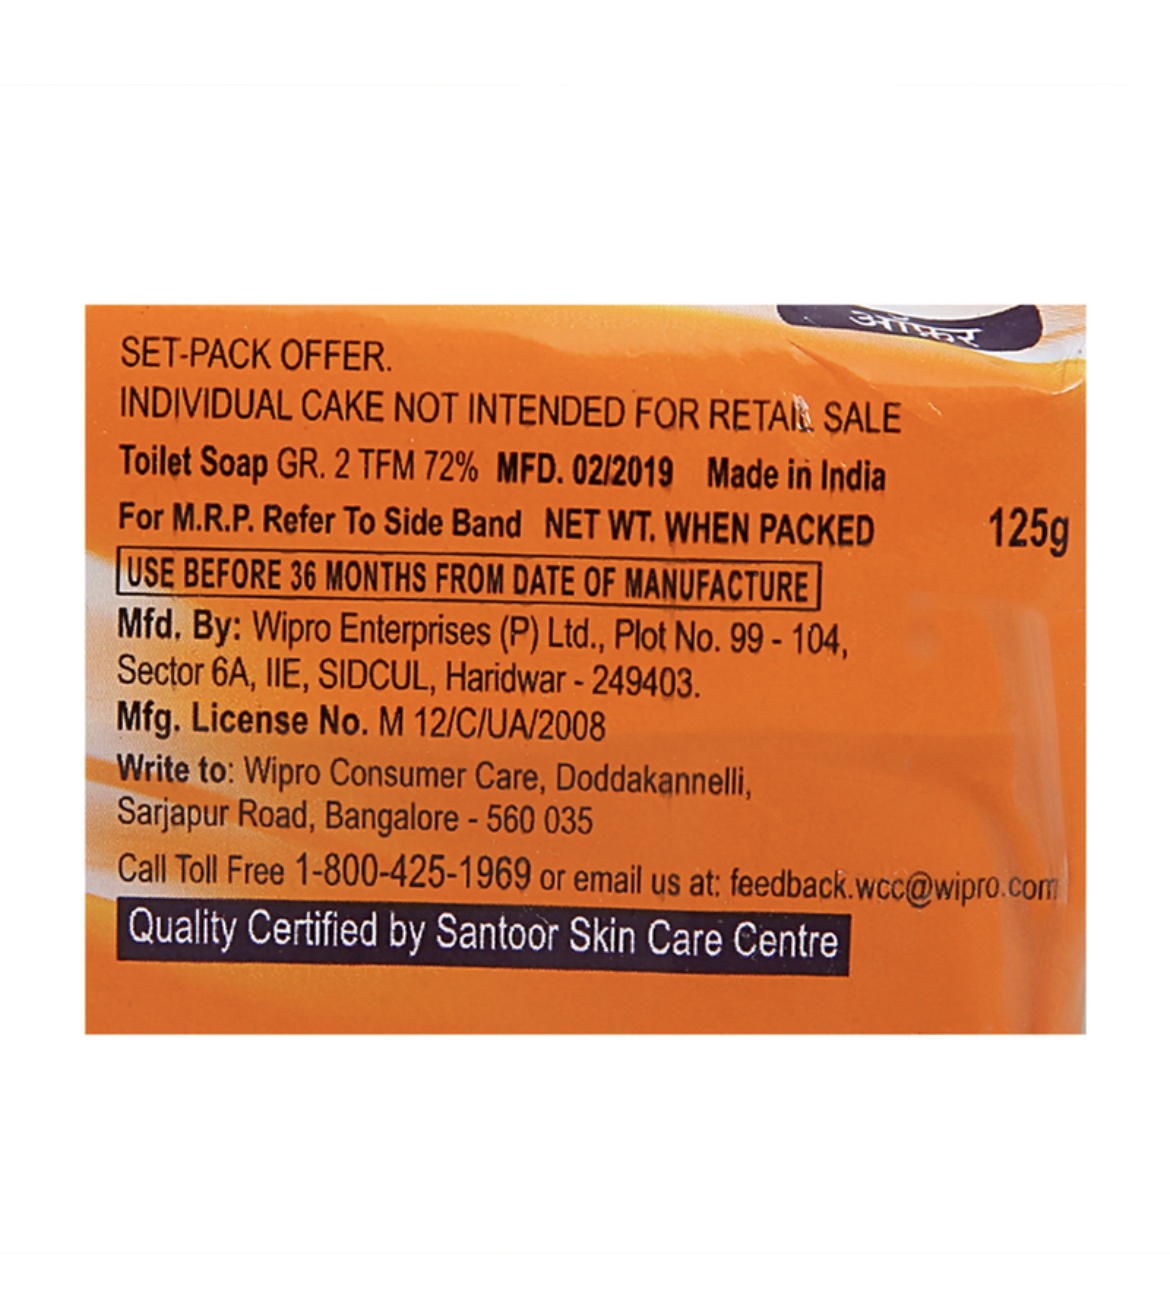 ऑफर
SET-PACK OFFER.
INDIVIDUAL CAKE NOT INTENDED FOR RETAIL SALE
Toilet Soap GR. 2 TFM 72% MFD. 02/2019 Made in India
For M.R.P. Refer To Side Band NET WT. WHEN PACKED 125g
USE BEFORE 36 MONTHS FROM DATE OF MANUFACTURE
Mfd. By: Wipro Enterprises (P) Ltd., Plot No. 99 - 104,
Sector 6A, IIE, SIDCUL, Haridwar - 249403.
Mfg. License No. M 12/C/UA/2008
Write to: Wipro Consumer Care, Doddakannelli,
Sarjapur Road, Bangalore - 560 035
Call Toll Free 1-800-425-1969 or email us at: feedback.wcc@wipro.com
Quality Certified by Santoor Skin Care Centre